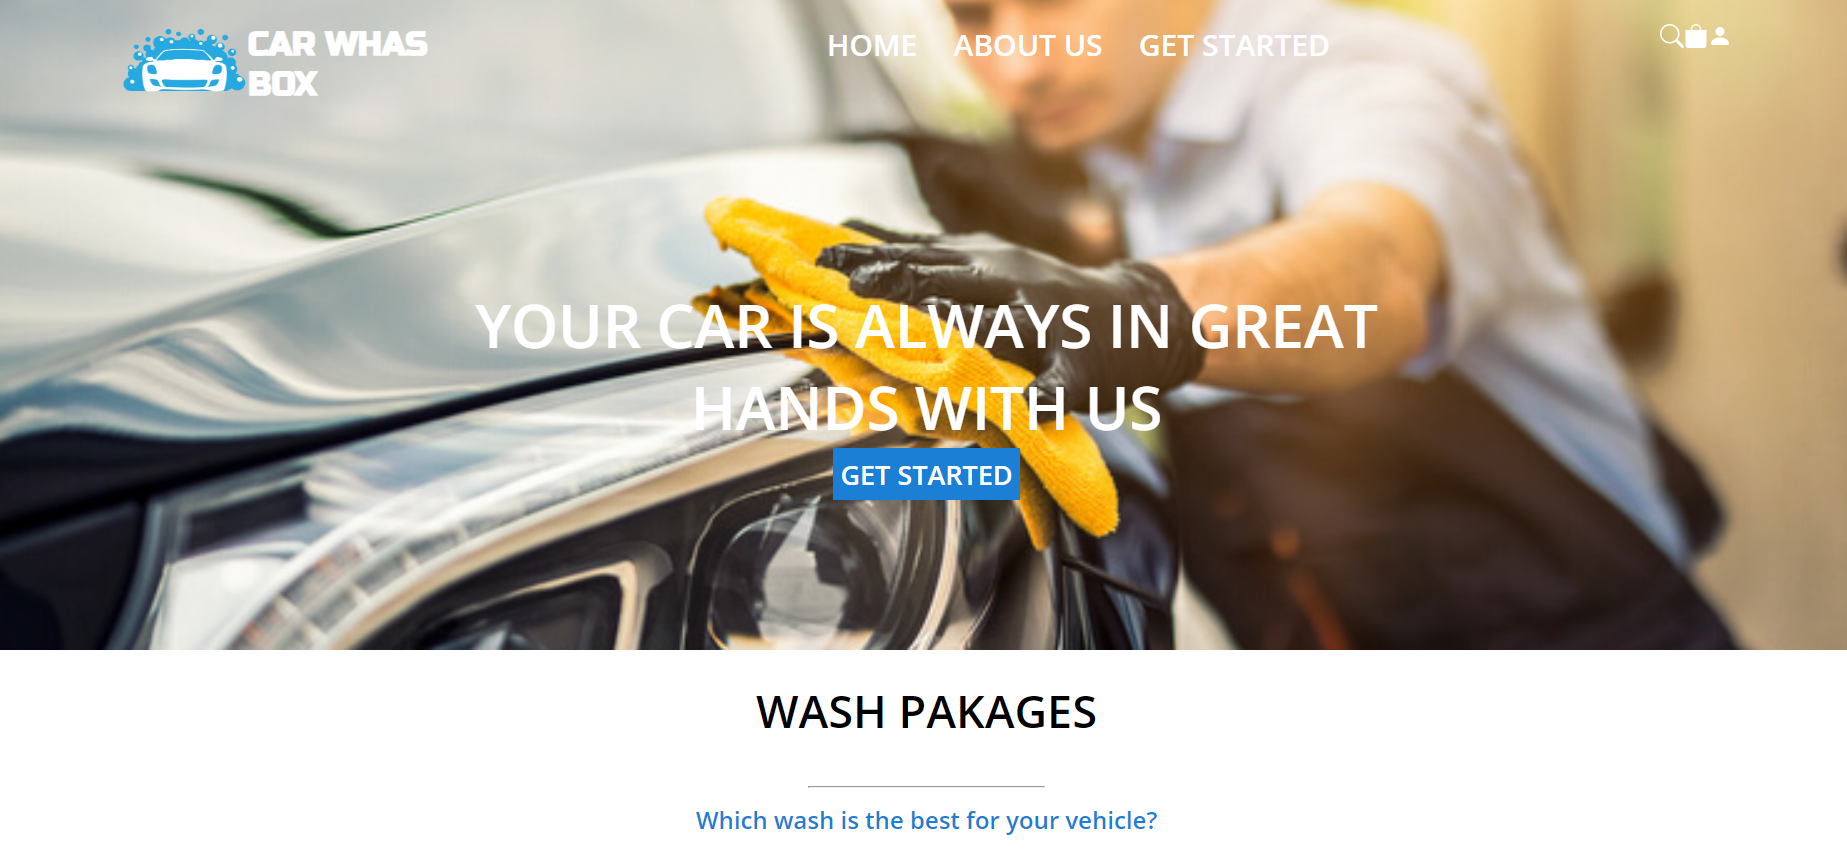 CAR WHAS
BOX
HOME ABOUT US GET STARTED
YOUR CAR IS ALWAYS IN GREAT
HANDS WITH US
GET STARTED
WASH PAKAGES
Which wash is the best for your vehicle?